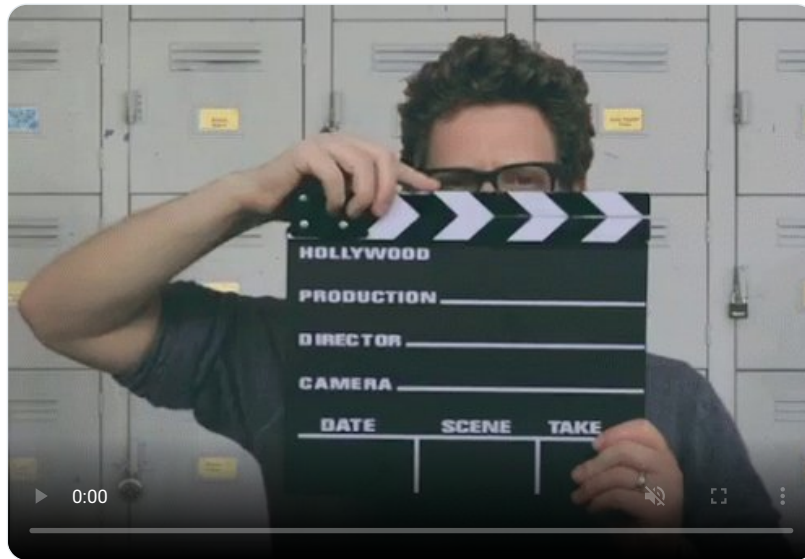 HOLLYWOOD
PRODUCTION
DIRECTOR
CAMERA
DATE SCENE TAKE
0:00